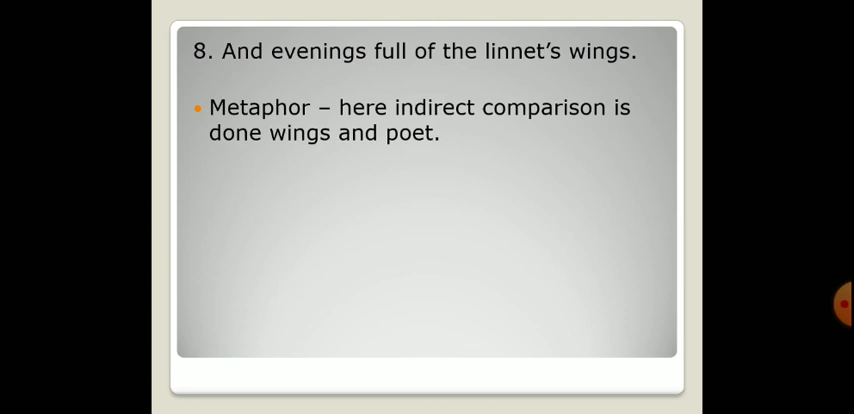 8. And evenings full of the linnet’s wings.
• Metaphor – here indirect comparison is
done wings and poet.